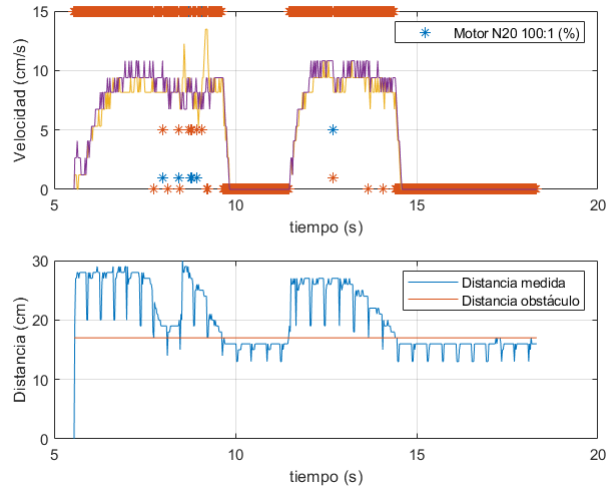 15
10
5
0
Velocidad (cm/s)
Motor N20 100:1 (%)
5
10
15
20
tiempo (s)
30
20
10
0
Distancia (cm)
Distancia medida
Distancia obstáculo
5
10
15
20
tiempo (s)